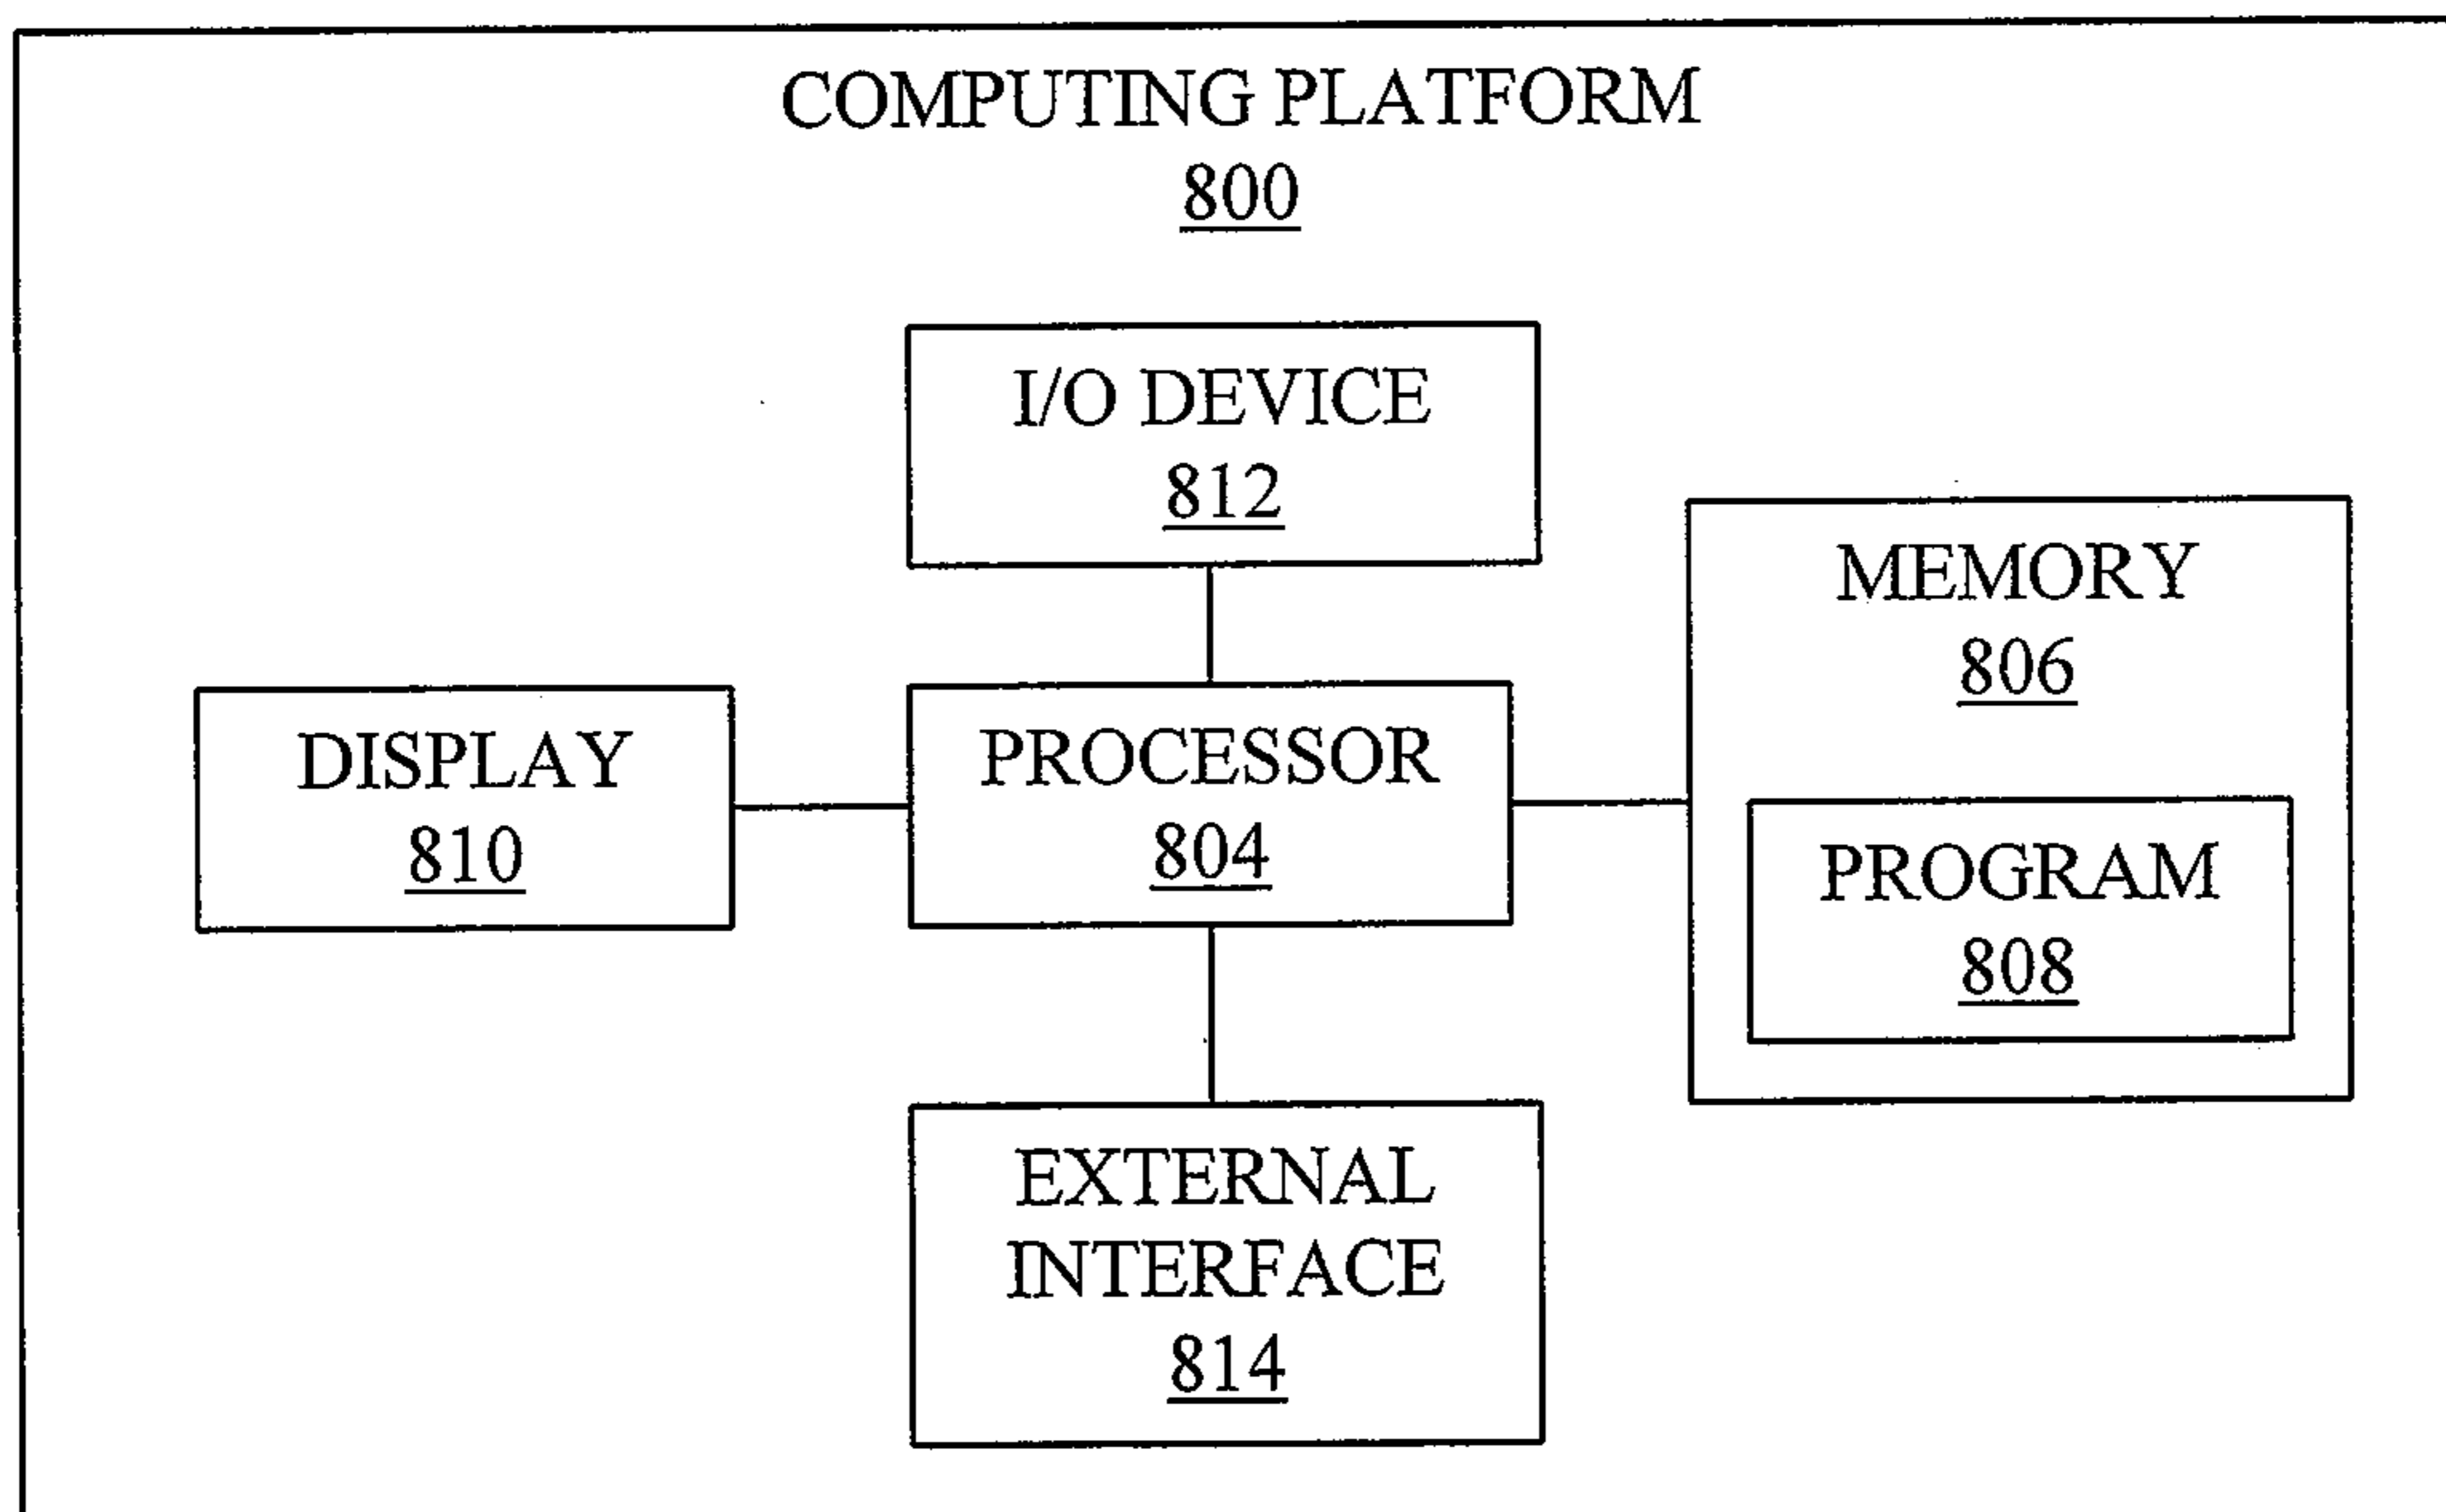 COMPUTING PLATFORM
800
I/O DEVICE
812
MEMORY
806
DISPLAY
810
PROCESSOR
804
PROGRAM
808
EXTERNAL
INTERFACE
814